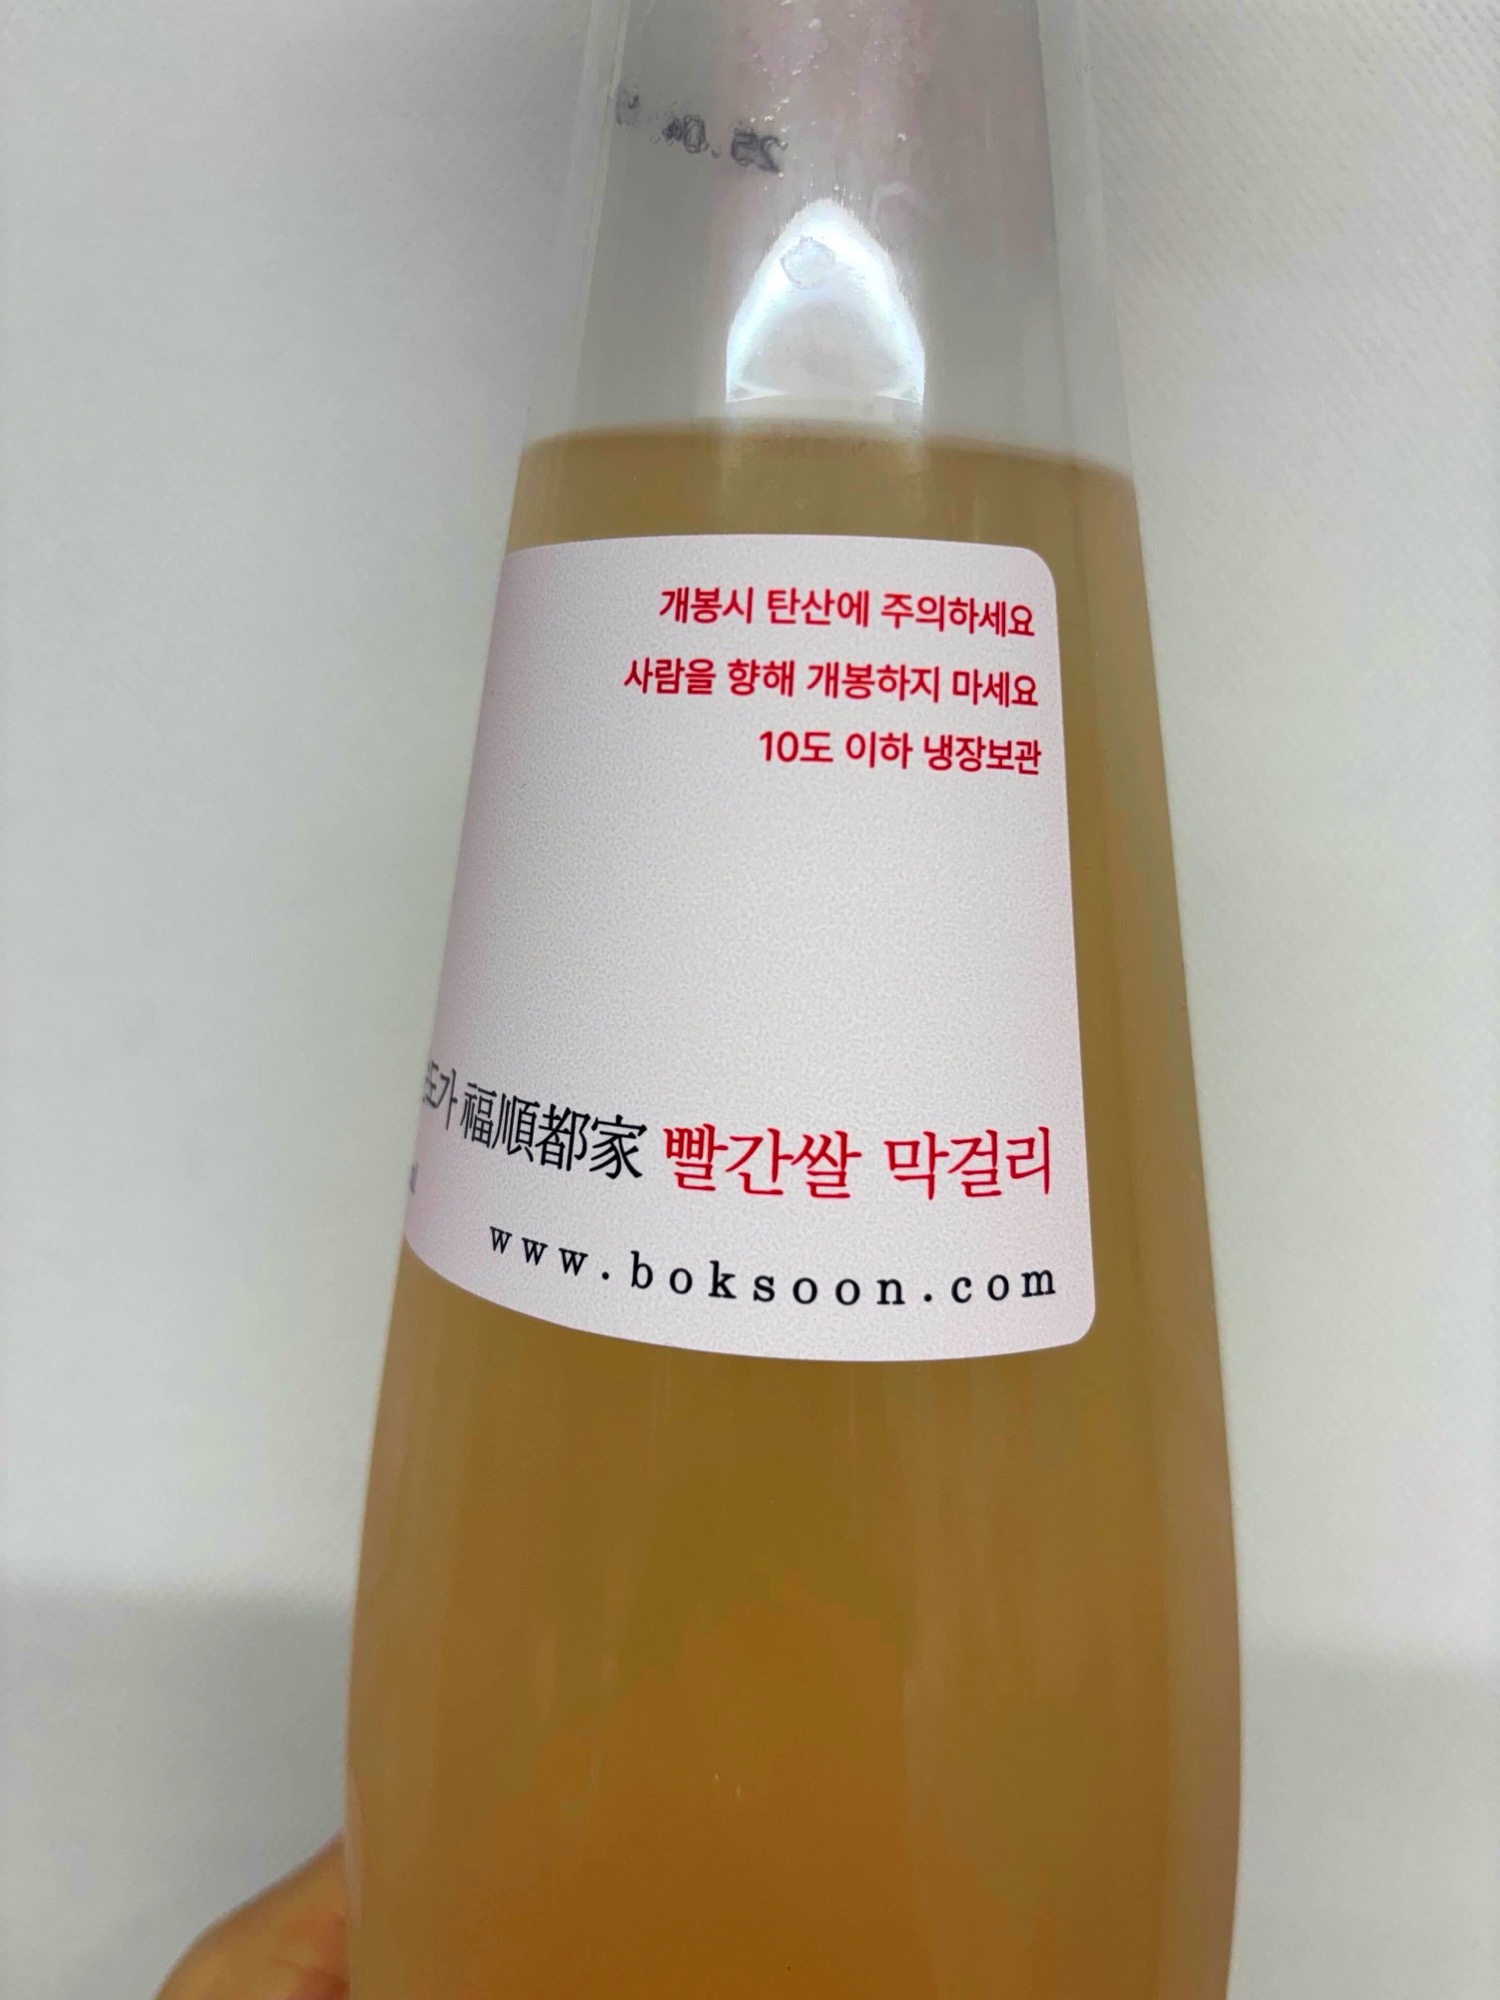 개봉시 탄산에 주의하세요
사람을 향해 개봉하지 마세요
10도 이하 냉장보관
福順都家 빨간쌀 막걸리
www.boksoon.com